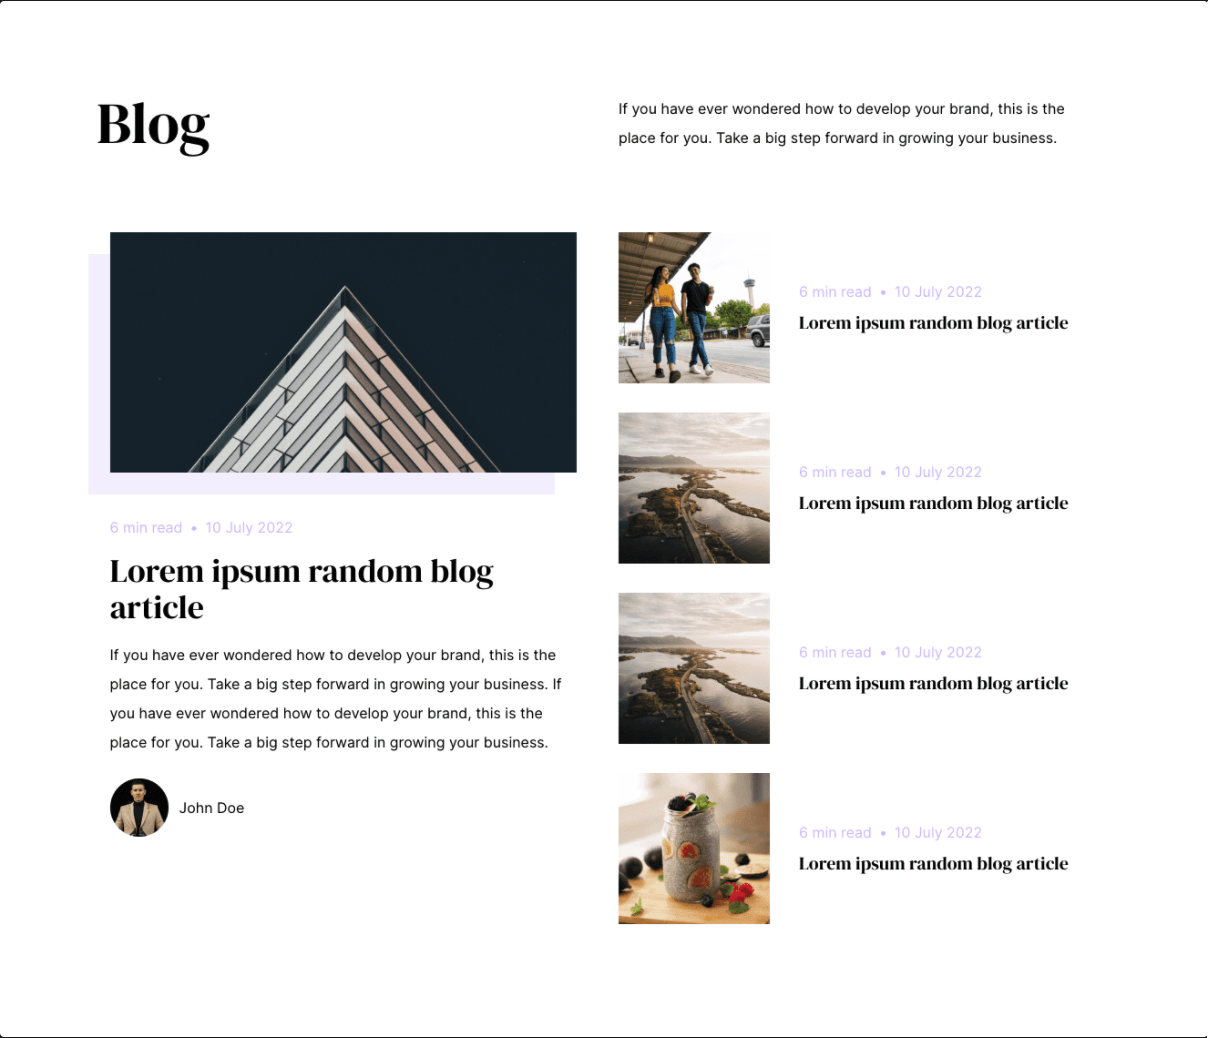 Blog
If you have ever wondered how to develop your brand, this is the
place for you. Take a big step forward in growing your business.
6 min read • 10 July 2022
Lorem ipsum random blog
article
If you have ever wondered how to develop your brand, this is the
place for you. Take a big step forward in growing your business. If
you have ever wondered how to develop your brand, this is the
place for you. Take a big step forward in growing your business.
John Doe
6 min read • 10 July 2022
Lorem ipsum random blog article
6 min read • 10 July 2022
Lorem ipsum random blog article
6 min read • 10 July 2022
Lorem ipsum random blog article
6 min read • 10 July 2022
Lorem ipsum random blog article